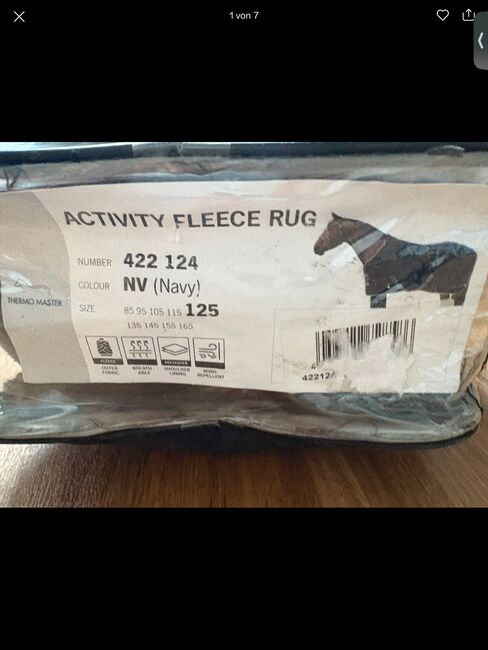 1 von 7
ACTIVITY FLEECE RUG
NUMBER 422 124
COLOUR NV (Navy)
SIZE 85 95 105 115 125
135 145 155 165
THERMO MASTER
FLEECE
OUTER FABRIC
BREATHABLE
POLYESTER
SHOULDER LINING
WIND-REPELLENT